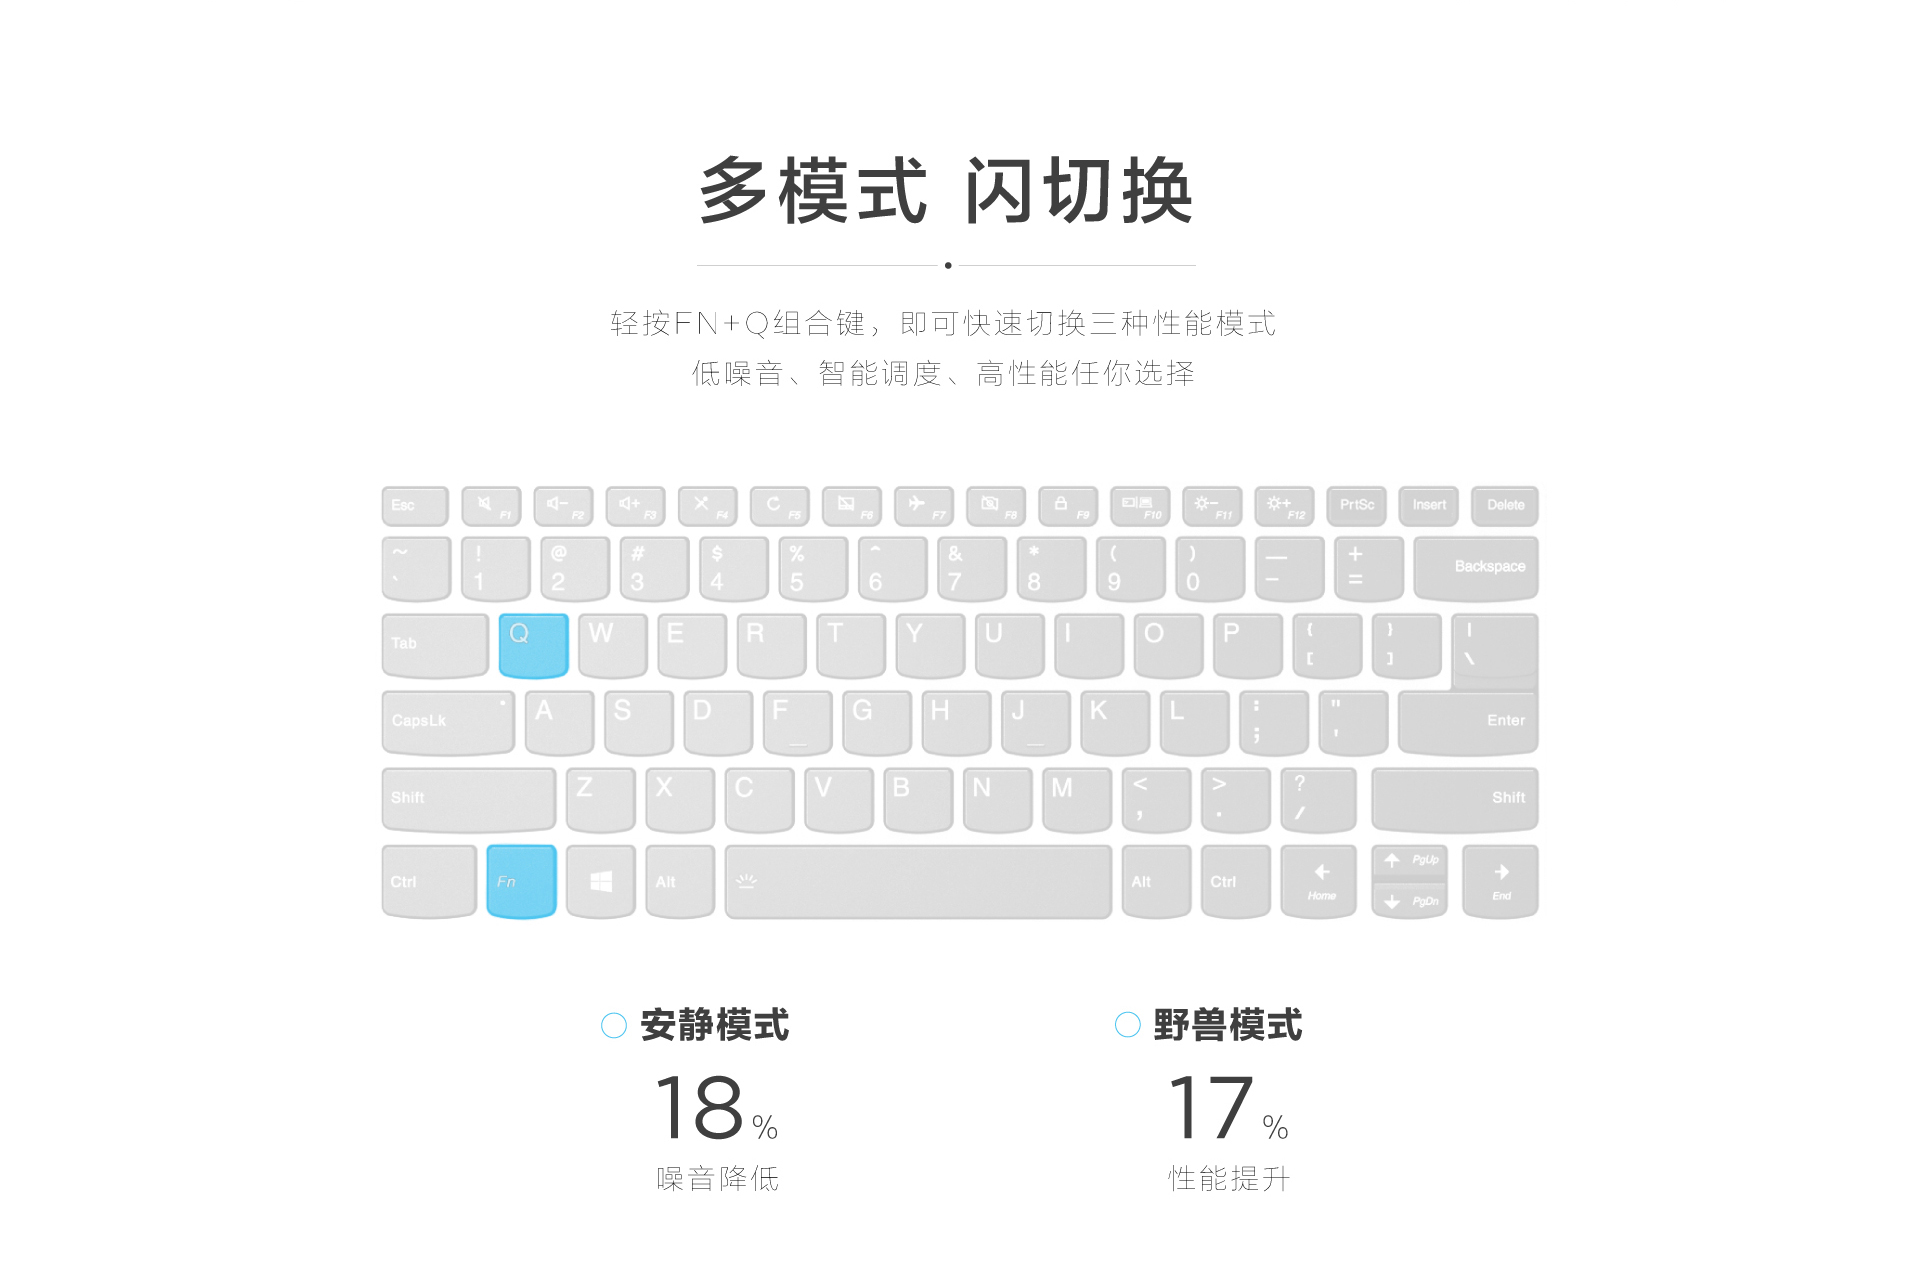 多模式 闪切换
轻按FN+Q组合键，即可快速切换三种性能模式
低噪音、智能调度、高性能任你选择
Esc F1 F2 F3 F4 F5 F6 F7 F8 F9 F10 F11 F12 PrtSc Insert Delete
~ ! @ # $ % ^ & * ( ) — +
` 1 2 3 4 5 6 7 8 9 0 - = Backspace
Tab Q W E R T Y U I O P { } |
[ ] \
CapsLk A S D F G H J K L : " Enter
; '
Shift Z X C V B N M < > ? Shift
, . /
Ctrl Fn Alt Alt Ctrl Home PgUp PgDn End
安静模式
18%
噪音降低
野兽模式
17%
性能提升